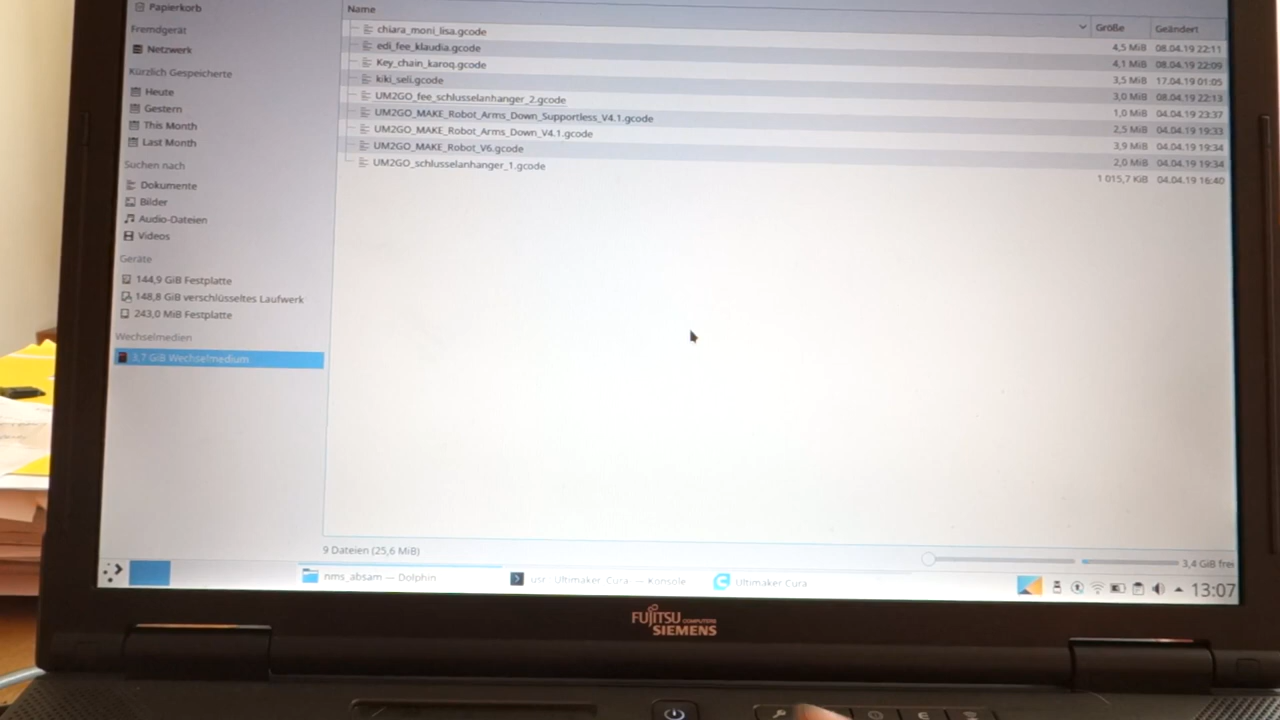 Papierkorb
Fremdgerät
Netzwerk
Kürzlich Gespeicherte
Heute
Gestern
This Month
Last Month
Suchen nach
Dokumente
Bilder
Audio-Dateien
Videos
Geräte
144,9 GiB Festplatte
148,8 GiB verschlüsseltes Laufwerk
243,0 MiB Festplatte
Wechselmedien
3,7 GiB Wechselmedium
Name Größe Geändert
chiara_moni_lisa.gcode 4,5 MiB 08.04.19 22:11
edi_fee_klaudia.gcode 4,1 MiB 08.04.19 22:09
Key_chain_karoq.gcode 3,5 MiB 17.04.19 01:05
kiki_seli.gcode 3,0 MiB 08.04.19 22:13
UM2GO_fee_schlusselanhanger_2.gcode 1,0 MiB 04.04.19 23:37
UM2GO_MAKE_Robot_Arms_Down_Supportless_V4.1.gcode 2,5 MiB 04.04.19 19:33
UM2GO_MAKE_Robot_Arms_Down_V4.1.gcode 3,9 MiB 04.04.19 19:34
UM2GO_MAKE_Robot_V6.gcode 2,0 MiB 04.04.19 19:34
UM2GO_schlusselanhanger_1.gcode 1 015,7 KiB 04.04.19 16:40
9 Dateien (25,6 MiB) 3,4 GiB frei
nms_absam — Dolphin usr : Ultimaker Cura. — Konsole Ultimaker Cura 13:07
FUJITSU COMPUTERS
SIEMENS